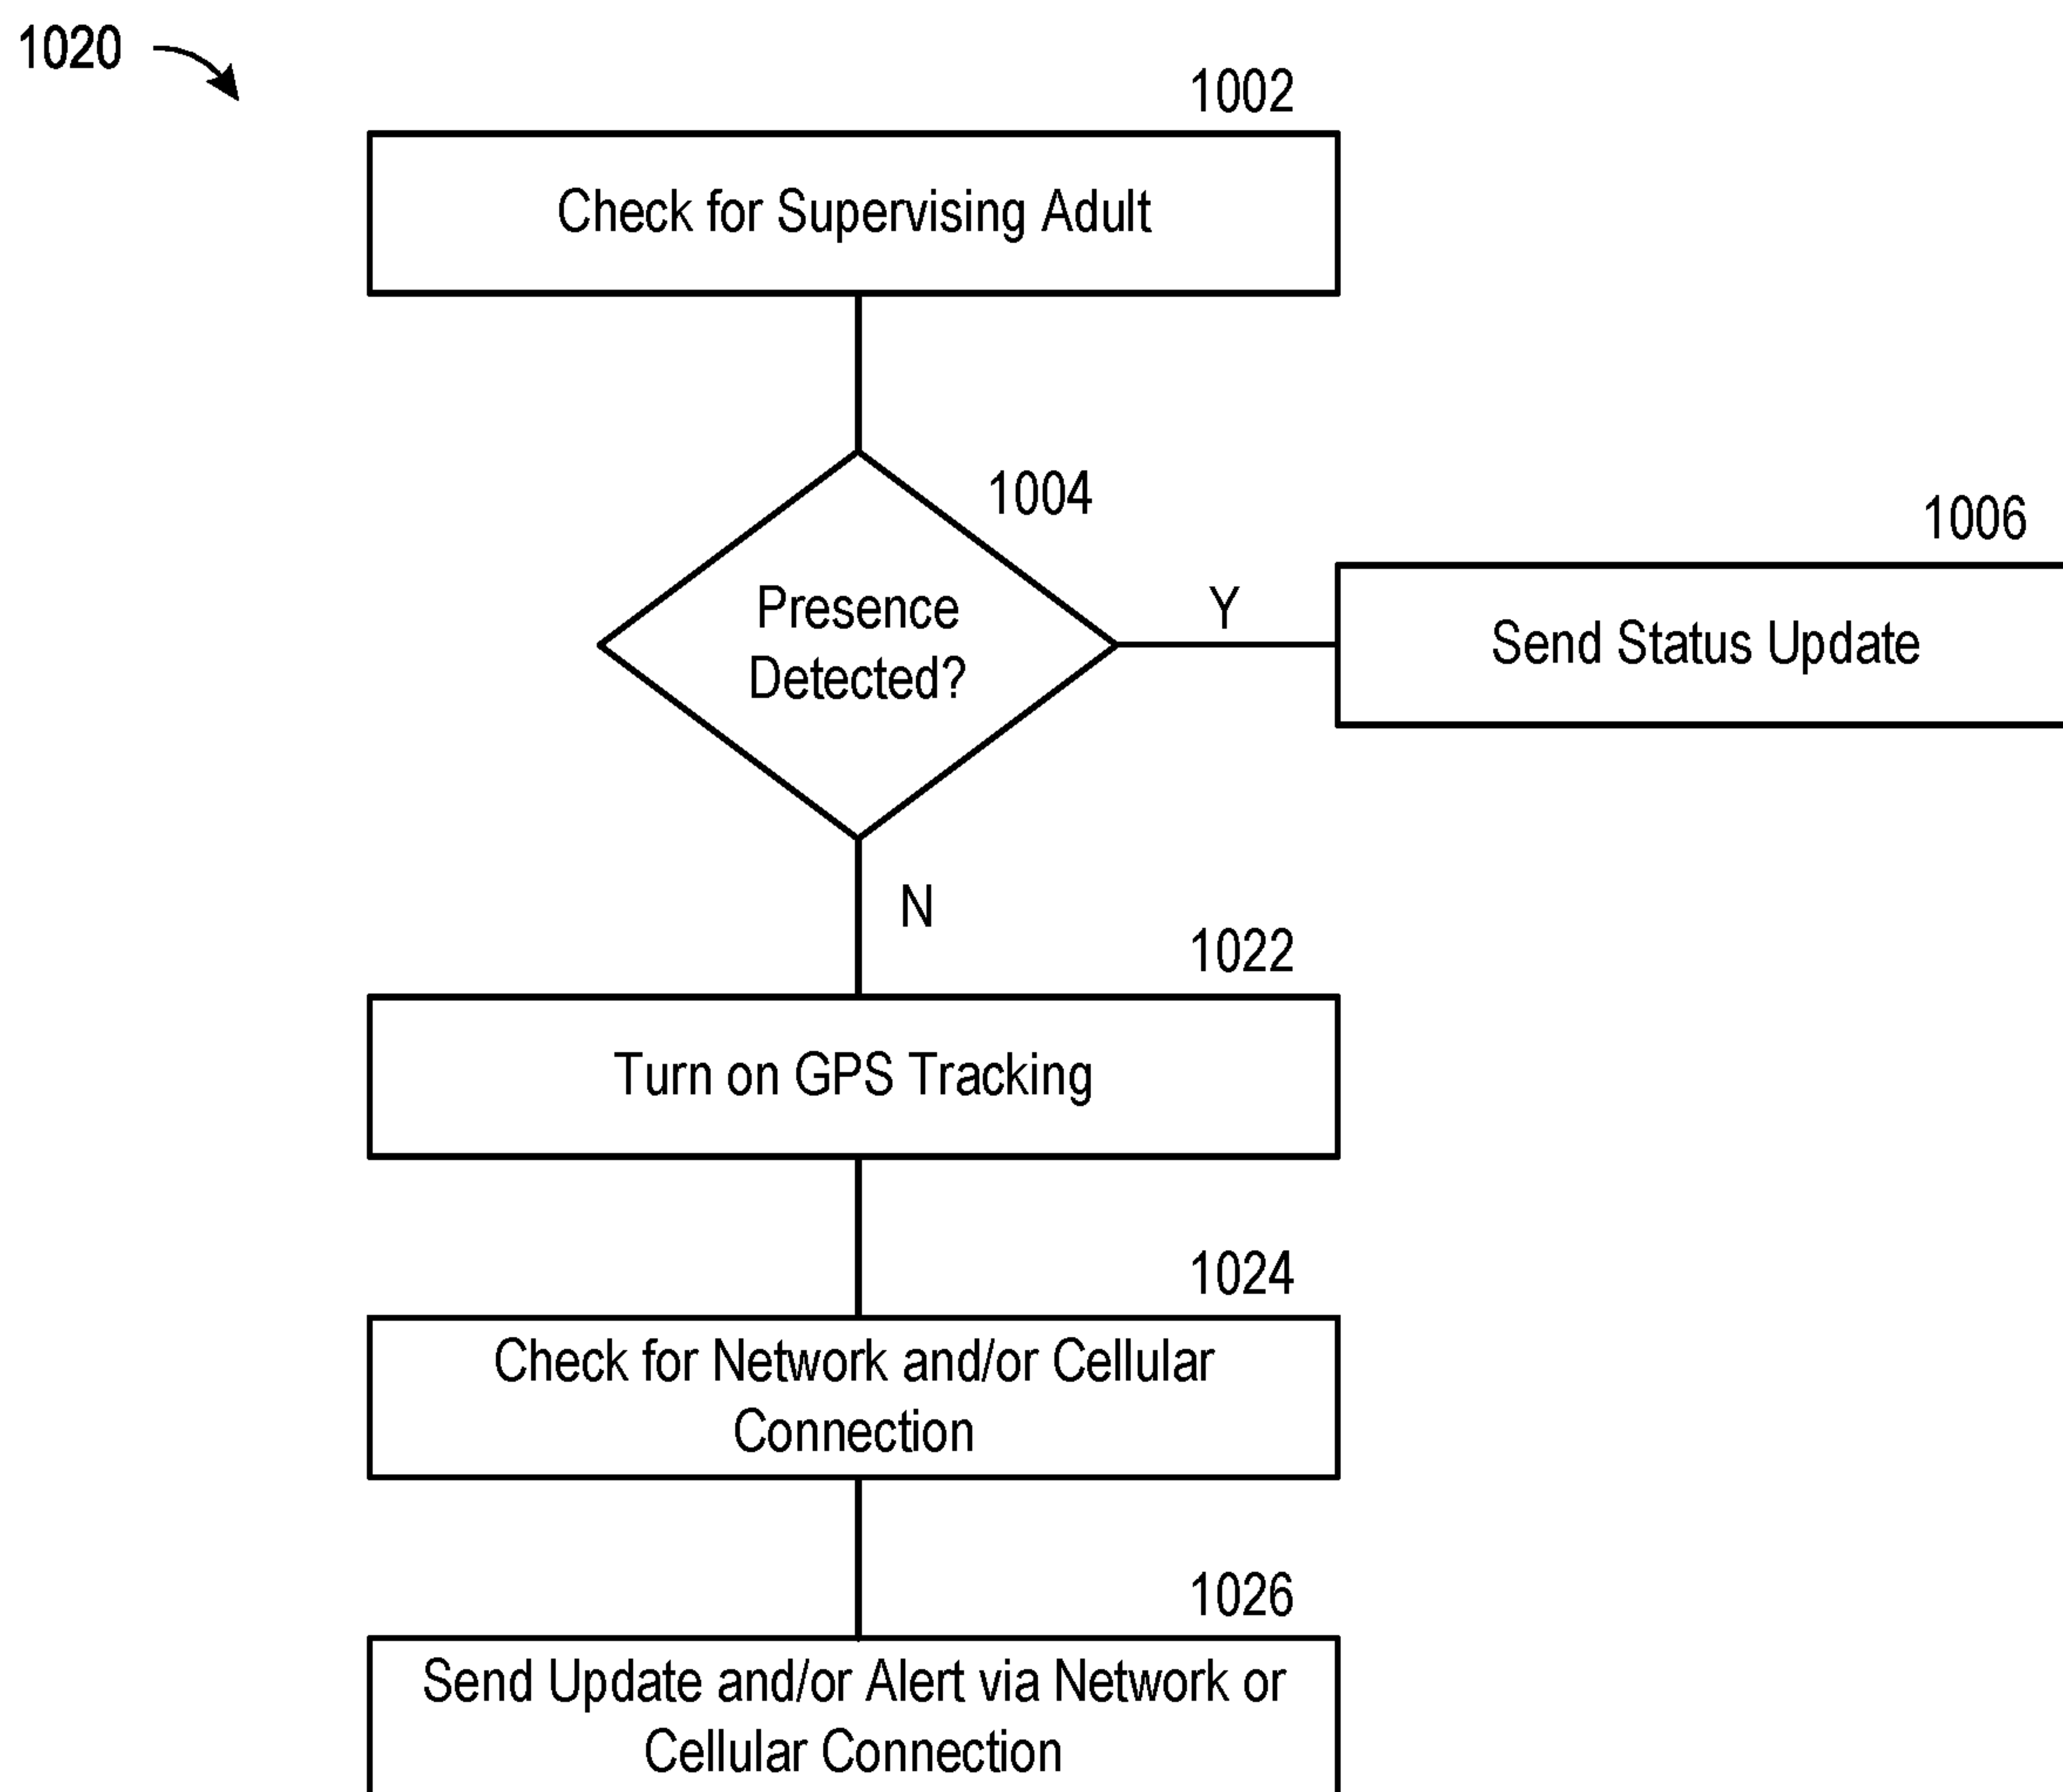 1020
1002
Check for Supervising Adult
1004
Presence
Detected?
Y
1006
Send Status Update
N
1022
Turn on GPS Tracking
1024
Check for Network and/or Cellular
Connection
1026
Send Update and/or Alert via Network or
Cellular Connection